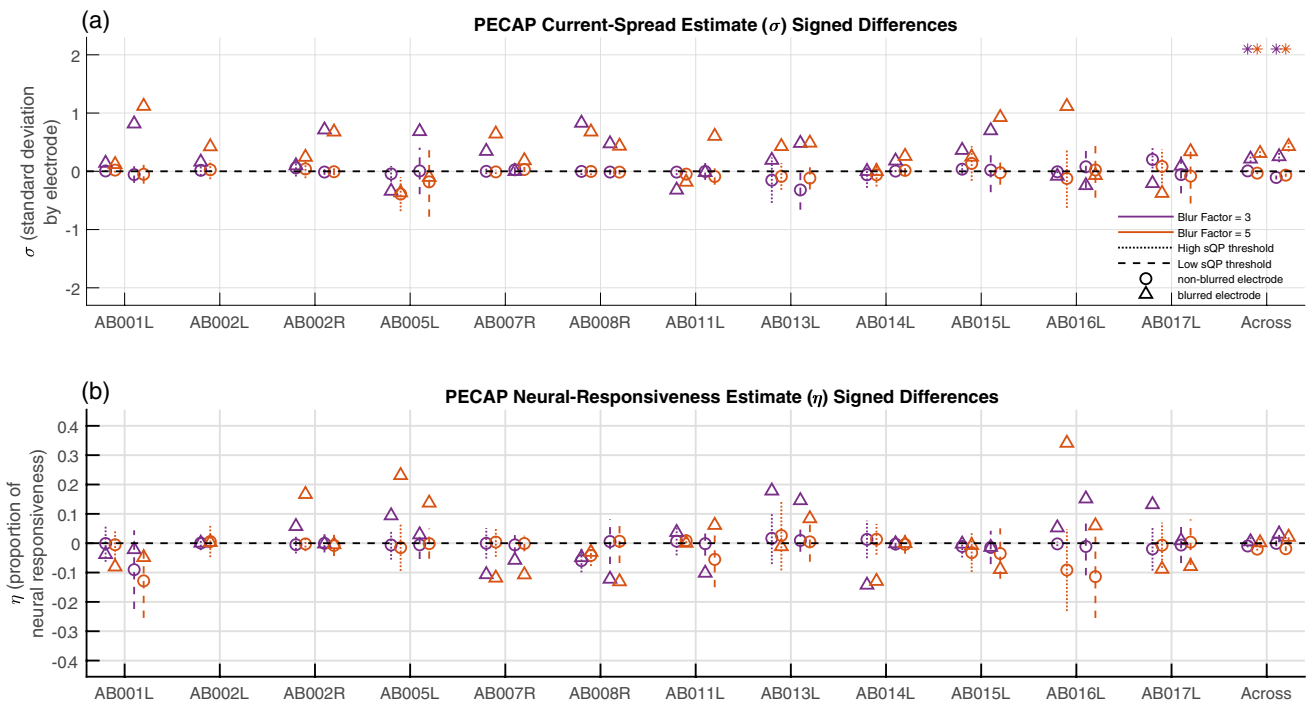 (a)
PECAP Current-Spread Estimate (σ) Signed Differences
σ (standard deviation
by electrode)
2
1
0
-1
-2
Blur Factor = 3
Blur Factor = 5
High sQP threshold
Low sQP threshold
non-blurred electrode
blurred electrode
AB001L AB002L AB002R AB005L AB007R AB008R AB011L AB013L AB014L AB015L AB016L AB017L Across
(b)
PECAP Neural-Responsiveness Estimate (η) Signed Differences
η (proportion of
neural responsiveness)
0.4
0.3
0.2
0.1
0
-0.1
-0.2
-0.3
-0.4
AB001L AB002L AB002R AB005L AB007R AB008R AB011L AB013L AB014L AB015L AB016L AB017L Across